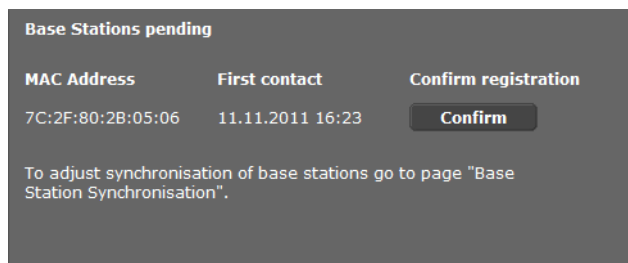 Base Stations pending
MAC Address First contact Confirm registration
7C:2F:80:2B:05:06 11.11.2011 16:23 Confirm
To adjust synchronisation of base stations go to page "Base
Station Synchronisation".